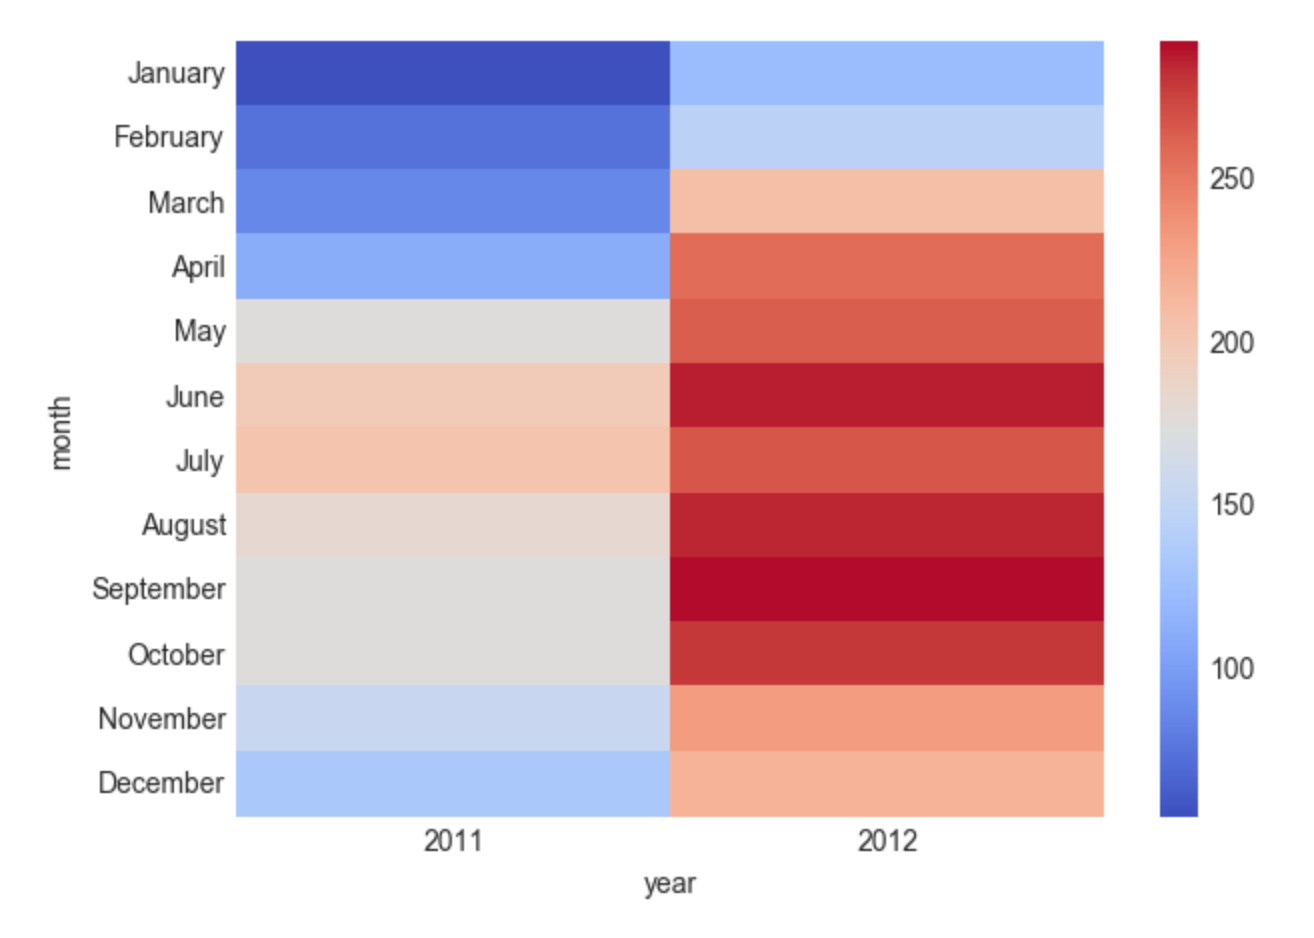 January
February
March
April
May
June
July
August
September
October
November
December
month
2011
2012
year
250
200
150
100